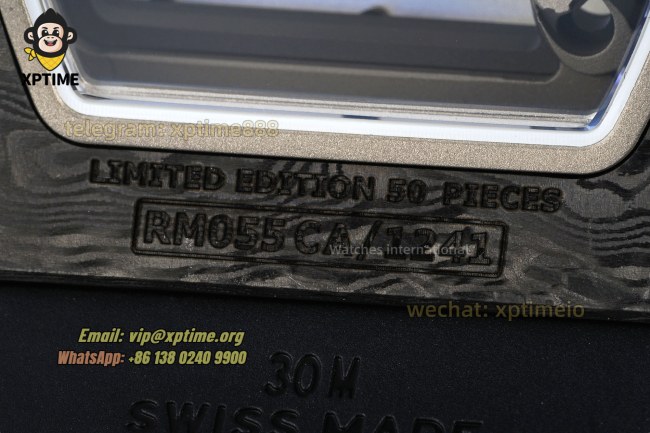 XPTIME
telegram: xptime888
LIMITED EDITION 50 PIECES
RM055 CA/1241
Watches international
wechat: xptimeio
Email: vip@xptime.org
WhatsApp: +86 138 0240 9900
30 M
SWISS MADE